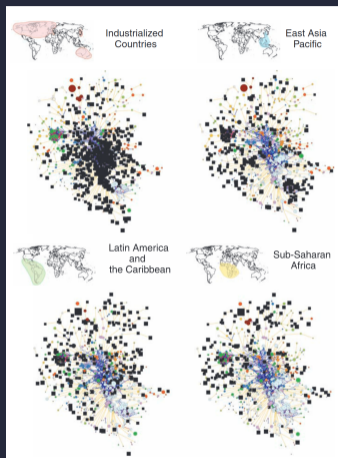 Industrialized
Countries
East Asia
Pacific
Latin America
and
the Caribbean
Sub-Saharan
Africa